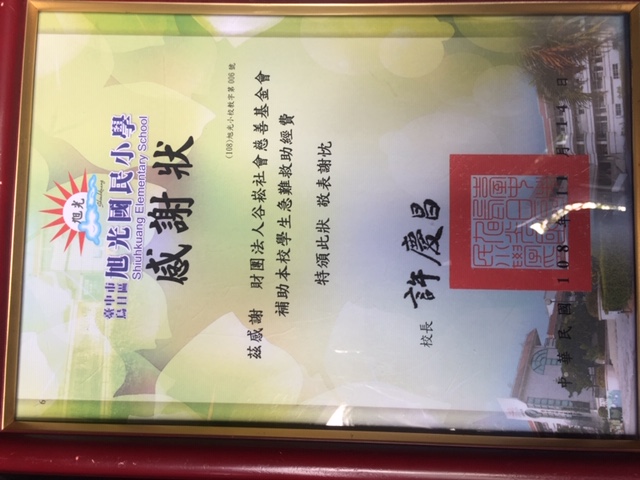 旭光
Shiuhkuang
臺中市
烏日區
旭光國民小學
Shiuhkuang Elementary School
感謝狀
(108)旭光小校教字第006號
茲感謝 財團法人谷崧社會慈善基金會
補助本校學生急難救助經費
特頒此狀 敬表謝忱
校長 許慶昌
中華民國108年11月14日